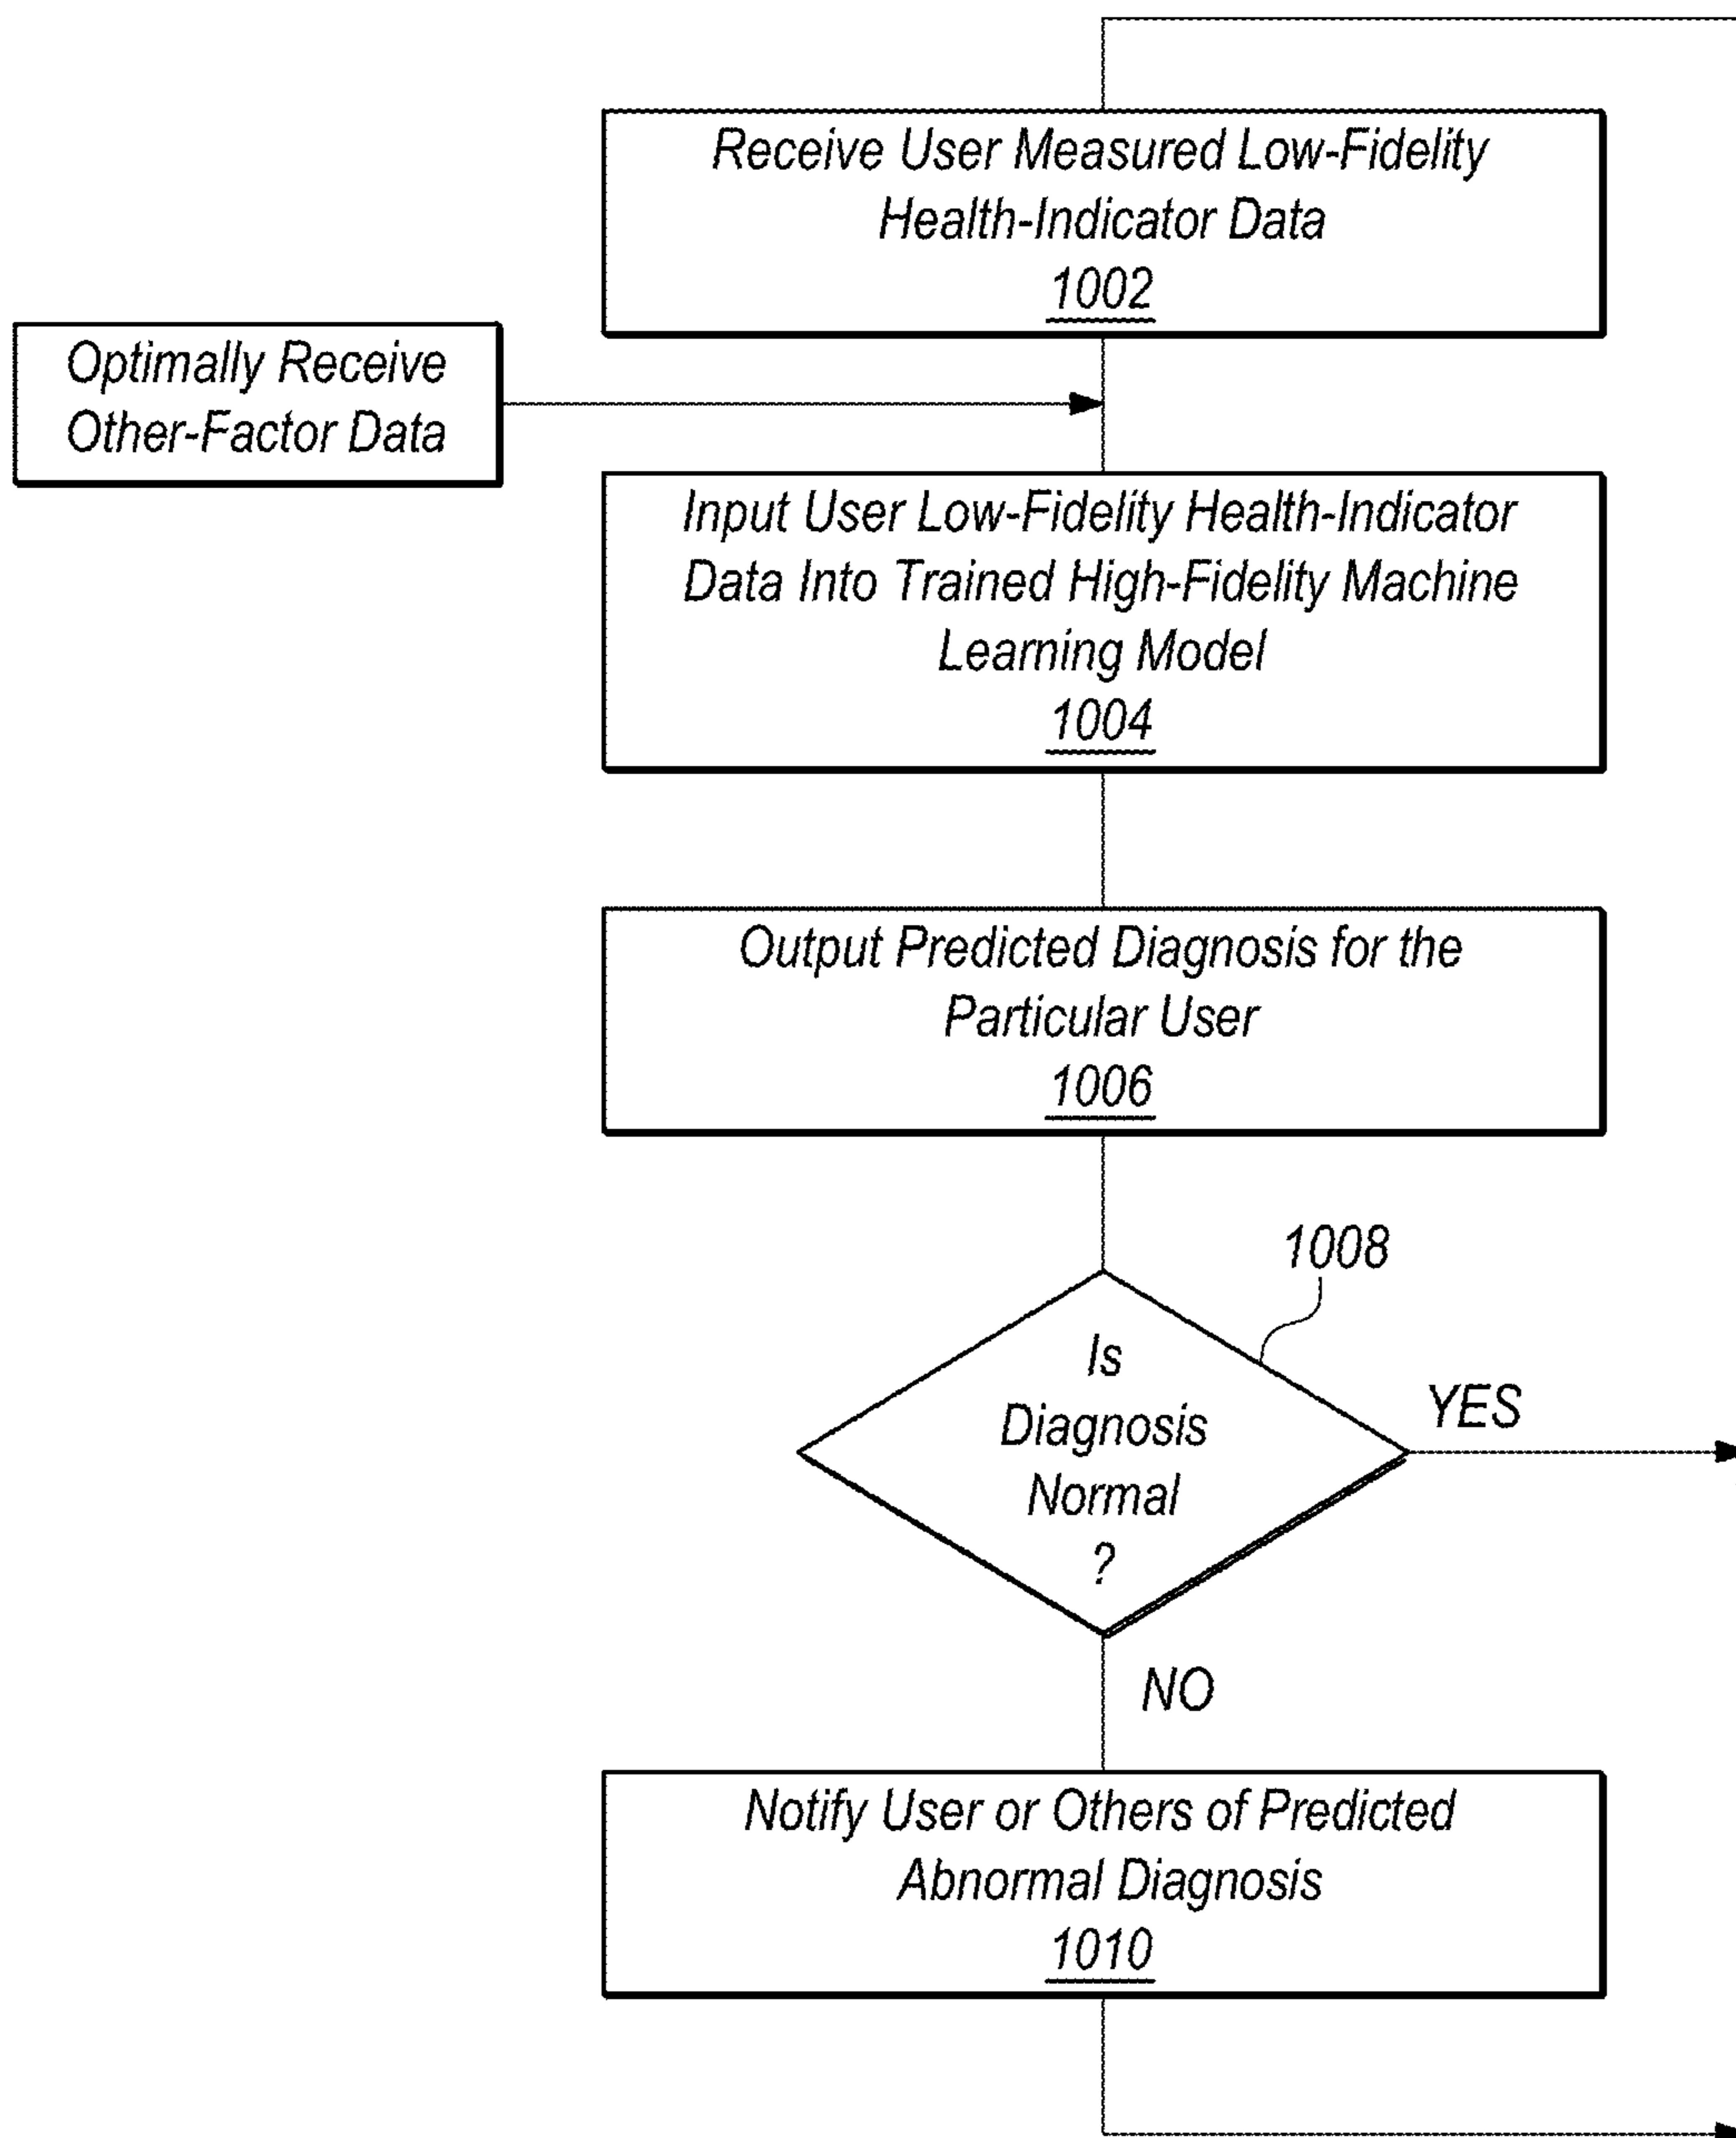 Receive User Measured Low-Fidelity
Health-Indicator Data
1002
Optimally Receive
Other-Factor Data
Input User Low-Fidelity Health-Indicator
Data Into Trained High-Fidelity Machine
Learning Model
1004
Output Predicted Diagnosis for the
Particular User
1006
1008
Is
Diagnosis
Normal
?
YES
NO
Notify User or Others of Predicted
Abnormal Diagnosis
1010